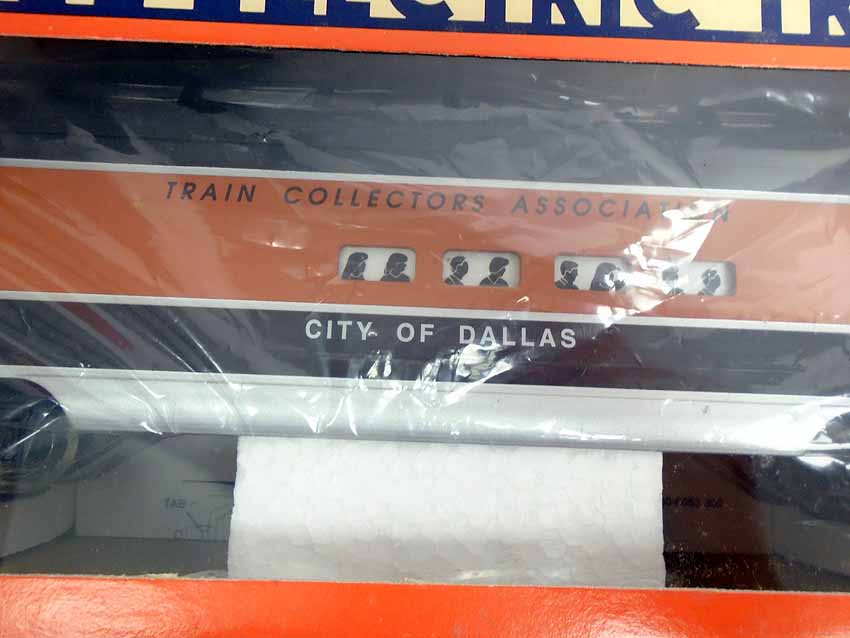 TRAIN COLLECTORS ASSOCIATION
CITY OF DALLAS